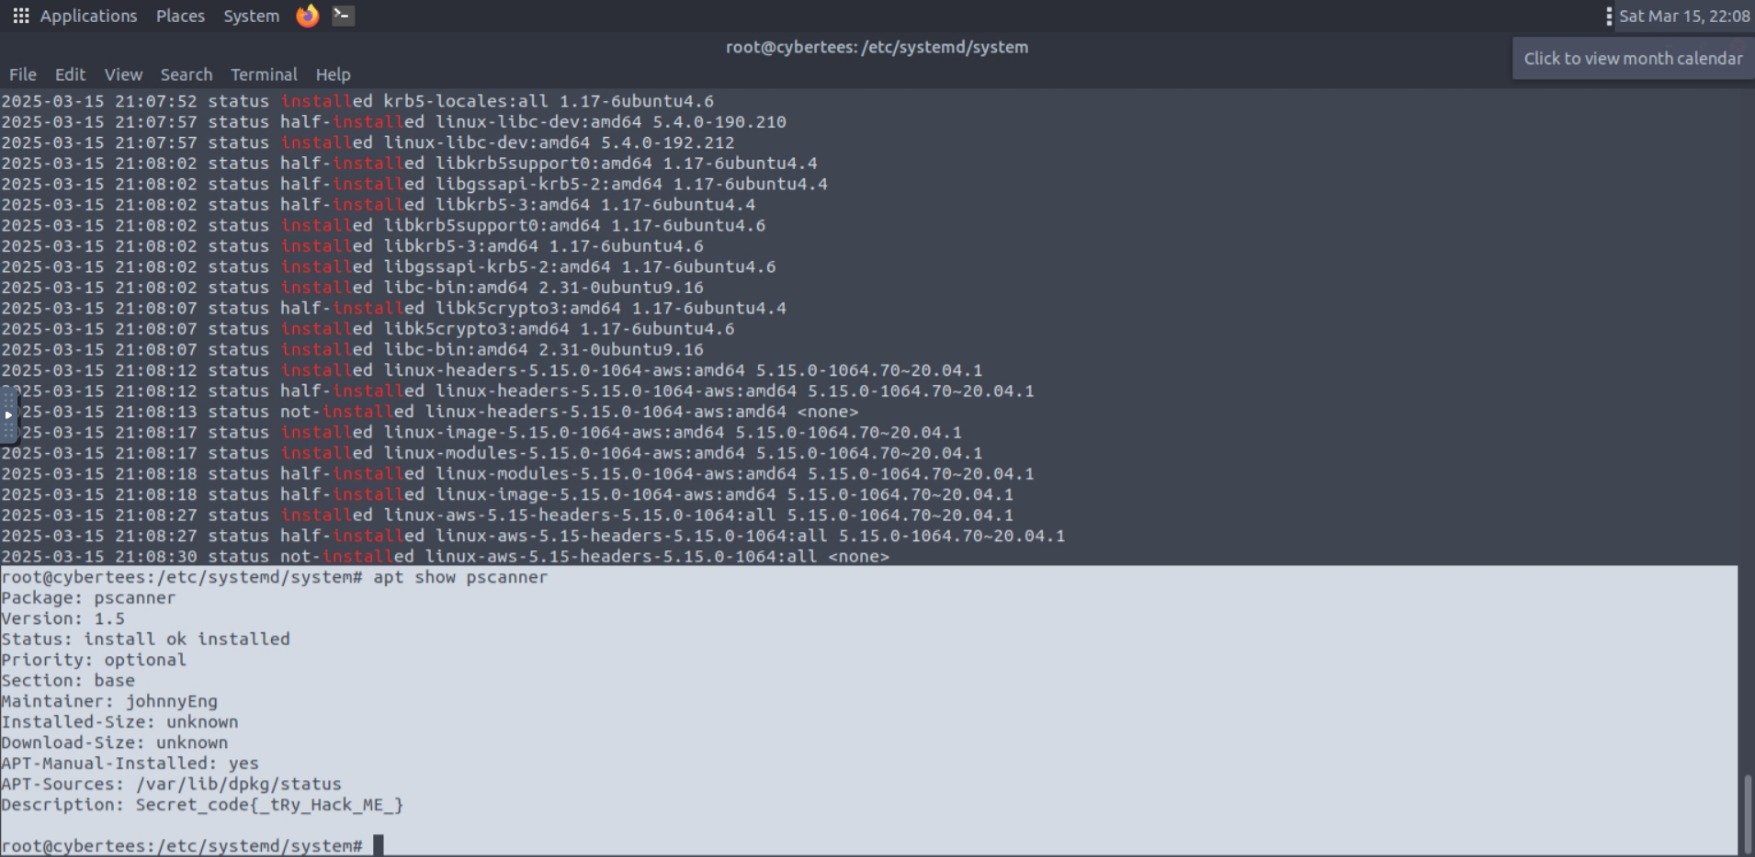 Applications Places System Sat Mar 15, 22:08
root@cybertees: /etc/systemd/system
Click to view month calendar
File Edit View Search Terminal Help
2025-03-15 21:07:52 status installed krb5-locales:all 1.17-6ubuntu4.6
2025-03-15 21:07:57 status half-installed linux-libc-dev:amd64 5.4.0-190.210
2025-03-15 21:07:57 status installed linux-libc-dev:amd64 5.4.0-192.212
2025-03-15 21:08:02 status half-installed libkrb5support0:amd64 1.17-6ubuntu4.4
2025-03-15 21:08:02 status half-installed libgssapi-krb5-2:amd64 1.17-6ubuntu4.4
2025-03-15 21:08:02 status half-installed libkrb5-3:amd64 1.17-6ubuntu4.4
2025-03-15 21:08:02 status installed libkrb5support0:amd64 1.17-6ubuntu4.6
2025-03-15 21:08:02 status installed libkrb5-3:amd64 1.17-6ubuntu4.6
2025-03-15 21:08:02 status installed libgssapi-krb5-2:amd64 1.17-6ubuntu4.6
2025-03-15 21:08:02 status installed libc-bin:amd64 2.31-0ubuntu9.16
2025-03-15 21:08:07 status half-installed libk5crypto3:amd64 1.17-6ubuntu4.4
2025-03-15 21:08:07 status installed libk5crypto3:amd64 1.17-6ubuntu4.6
2025-03-15 21:08:07 status installed libc-bin:amd64 2.31-0ubuntu9.16
2025-03-15 21:08:12 status installed linux-headers-5.15.0-1064-aws:amd64 5.15.0-1064.70~20.04.1
25-03-15 21:08:12 status half-installed linux-headers-5.15.0-1064-aws:amd64 5.15.0-1064.70~20.04.1
25-03-15 21:08:13 status not-installed linux-headers-5.15.0-1064-aws:amd64 <none>
25-03-15 21:08:17 status installed linux-image-5.15.0-1064-aws:amd64 5.15.0-1064.70~20.04.1
2025-03-15 21:08:17 status installed linux-modules-5.15.0-1064-aws:amd64 5.15.0-1064.70~20.04.1
2025-03-15 21:08:18 status half-installed linux-modules-5.15.0-1064-aws:amd64 5.15.0-1064.70~20.04.1
2025-03-15 21:08:18 status half-installed linux-image-5.15.0-1064-aws:amd64 5.15.0-1064.70~20.04.1
2025-03-15 21:08:27 status installed linux-aws-5.15-headers-5.15.0-1064:all 5.15.0-1064.70~20.04.1
2025-03-15 21:08:27 status half-installed linux-aws-5.15-headers-5.15.0-1064:all 5.15.0-1064.70~20.04.1
2025-03-15 21:08:30 status not-installed linux-aws-5.15-headers-5.15.0-1064:all <none>
root@cybertees:/etc/systemd/system# apt show pscanner
Package: pscanner
Version: 1.5
Status: install ok installed
Priority: optional
Section: base
Maintainer: johnnyEng
Installed-Size: unknown
Download-Size: unknown
APT-Manual-Installed: yes
APT-Sources: /var/lib/dpkg/status
Description: Secret_code{_tRy_Hack_ME_}
root@cybertees:/etc/systemd/system#